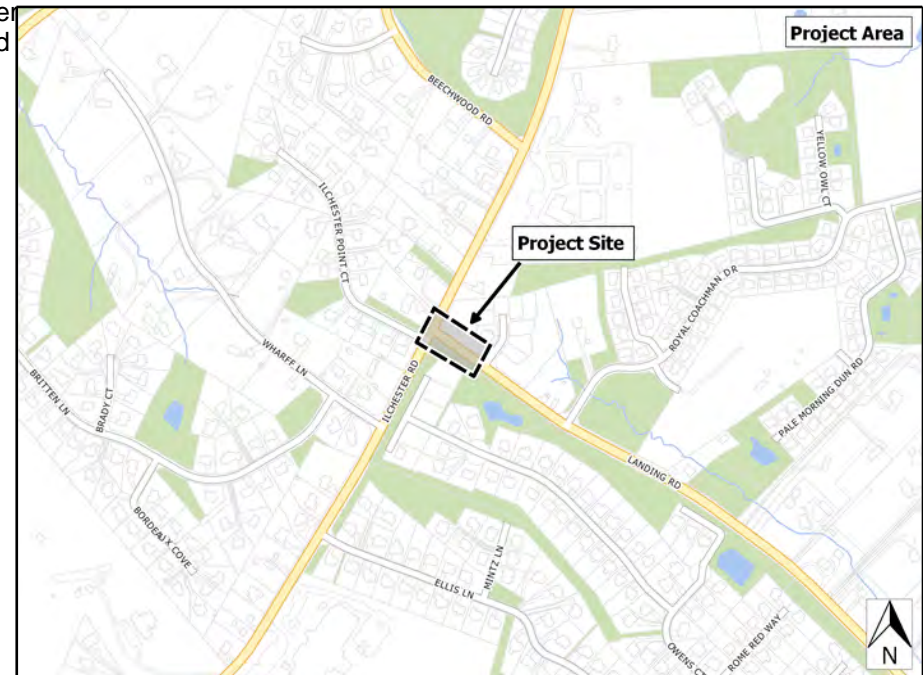 er
d
Project Area
BEECHWOOD RD
YELLOW OWL CT
ILCHESTER POINT CT
Project Site
ROYAL COACHMAN DR
WHARFF LN
ILCHESTER RD
BRITTEN LN
BRADY CT
PALE MORNING DUN RD
LANDING RD
BORDEAUX COVE
MINTZ LN
ELLIS LN
OWENS CT
ROME RED WAY
N